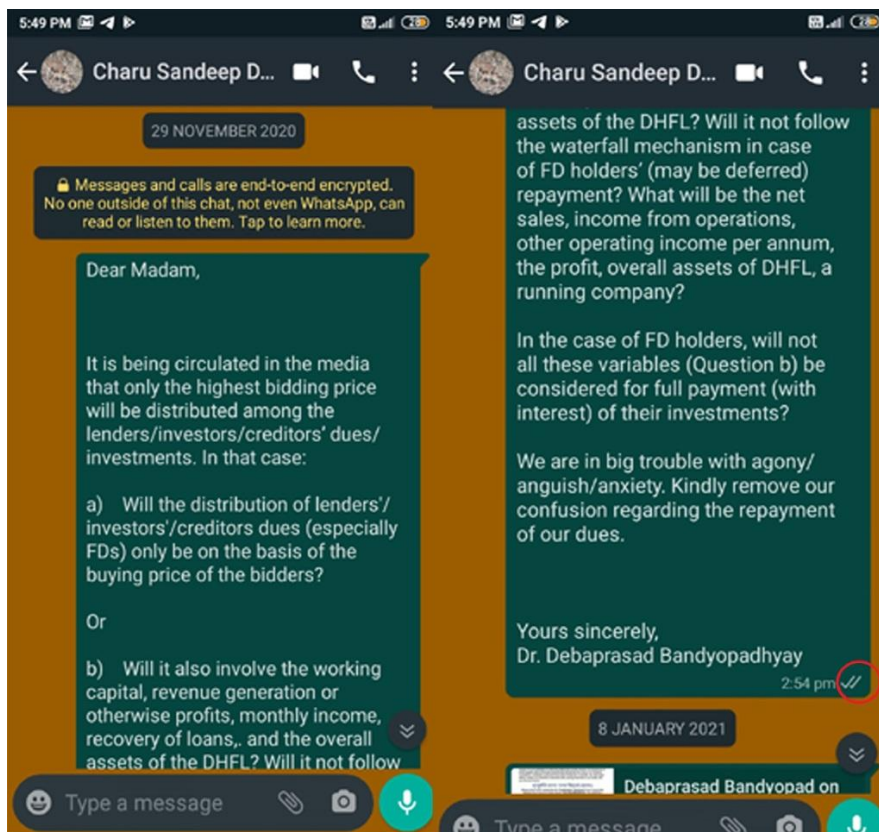 5:49 PM
28
Charu Sandeep D...
29 NOVEMBER 2020
Messages and calls are end-to-end encrypted.
No one outside of this chat, not even WhatsApp, can
read or listen to them. Tap to learn more.
Dear Madam,
It is being circulated in the media
that only the highest bidding price
will be distributed among the
lenders/investors/creditors' dues/
investments. In that case:
a) Will the distribution of lenders'/
investors'/creditors dues (especially
FDs) only be on the basis of the
buying price of the bidders?
Or
b) Will it also involve the working
capital, revenue generation or
otherwise profits, monthly income,
recovery of loans,. and the overall
assets of the DHFL? Will it not follow
Type a message
5:49 PM
28
Charu Sandeep D...
assets of the DHFL? Will it not follow
the waterfall mechanism in case
of FD holders' (may be deferred)
repayment? What will be the net
sales, income from operations,
other operating income per annum,
the profit, overall assets of DHFL, a
running company?
In the case of FD holders, will not
all these variables (Question b) be
considered for full payment (with
interest) of their investments?
We are in big trouble with agony/
anguish/anxiety. Kindly remove our
confusion regarding the repayment
of our dues.
Yours sincerely,
Dr. Debaprasad Bandyopadhyay
2:54 pm
8 JANUARY 2021
Debaprasad Bandyopad on
Type a message